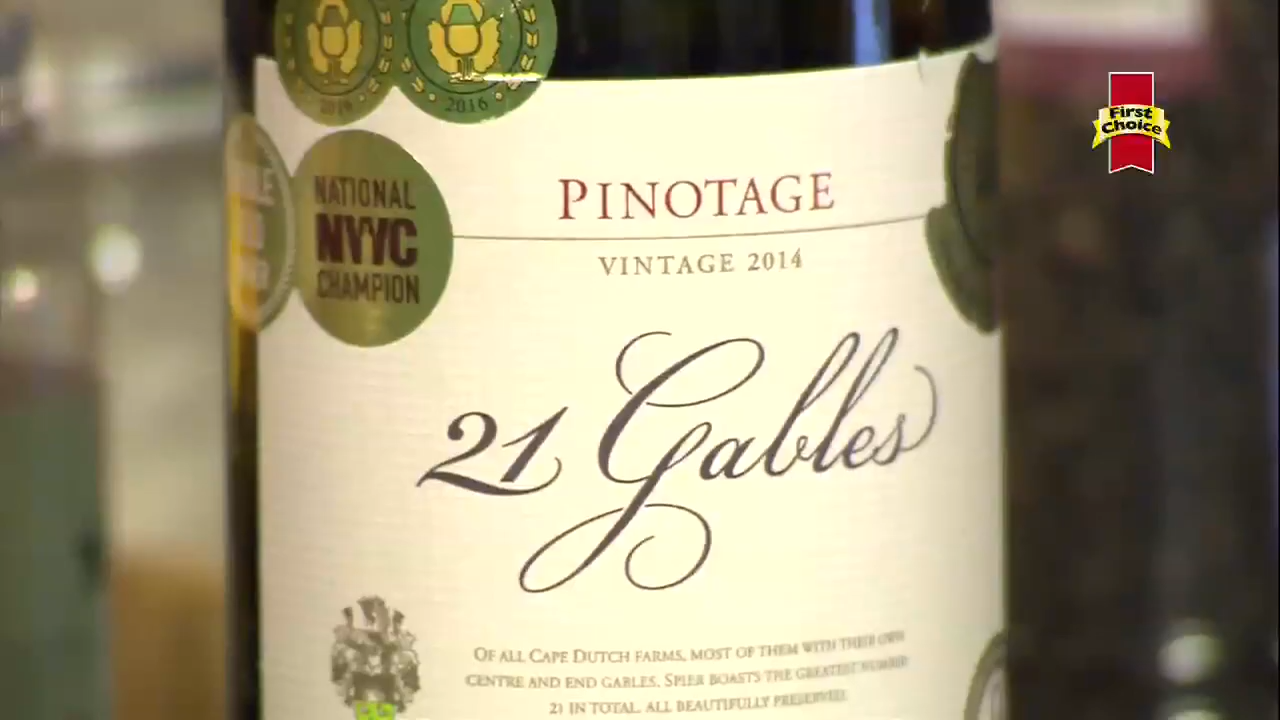 2016
First
Choice
NATIONAL
NYYC
CHAMPION
PINOTAGE
VINTAGE 2014
21 Gables
OF ALL CAPE DUTCH FARMS, MOST OF THEM WITH THEIR OWN
CENTRE AND END GABLES, SPIER BOASTS THE GREATEST NUMBER
21 IN TOTAL, ALL BEAUTIFULLY PRESERVED